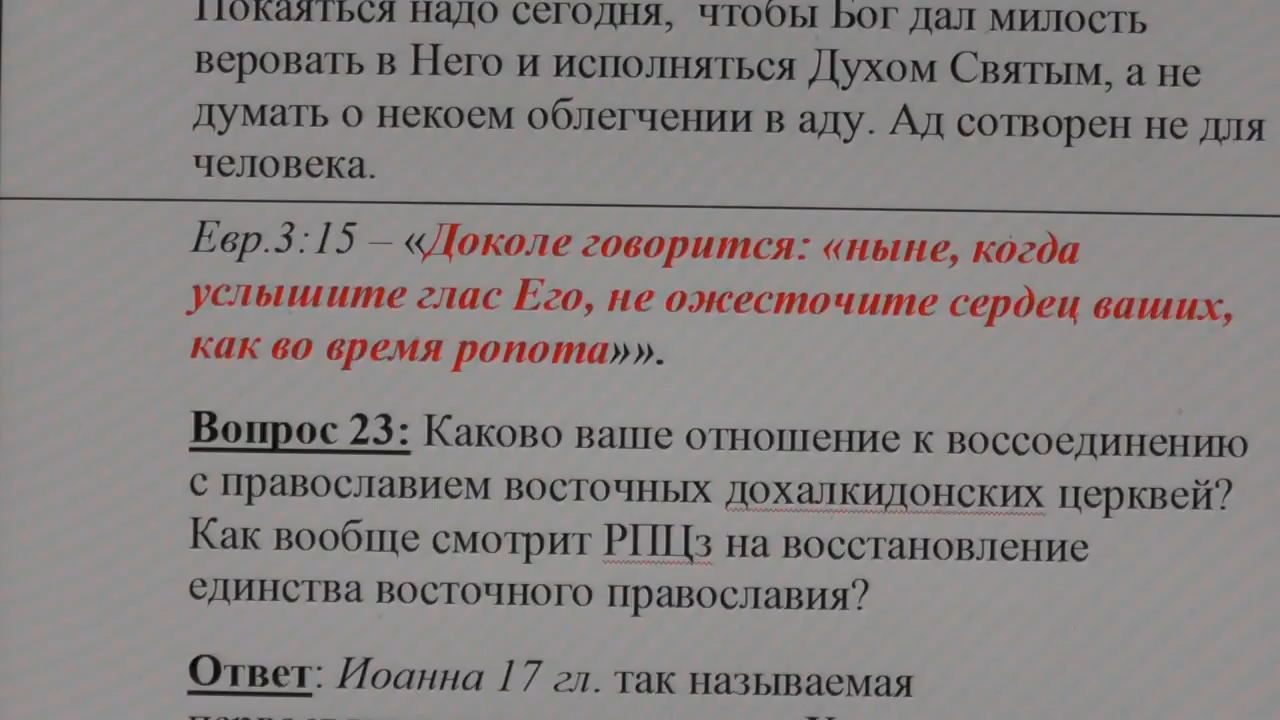 Покаяться надо сегодня, чтобы Бог дал милость
веровать в Него и исполняться Духом Святым, а не
думать о некоем облегчении в аду. Ад сотворен не для
человека.
Евр.3:15 – «Доколе говорится: «ныне, когда
услышите глас Его, не ожесточите сердец ваших,
как во время ропота»».
Вопрос 23: Каково ваше отношение к воссоединению
с православием восточных дохалкидонских церквей?
Как вообще смотрит РПЦз на восстановление
единства восточного православия?
Ответ: Иоанна 17 гл. так называемая